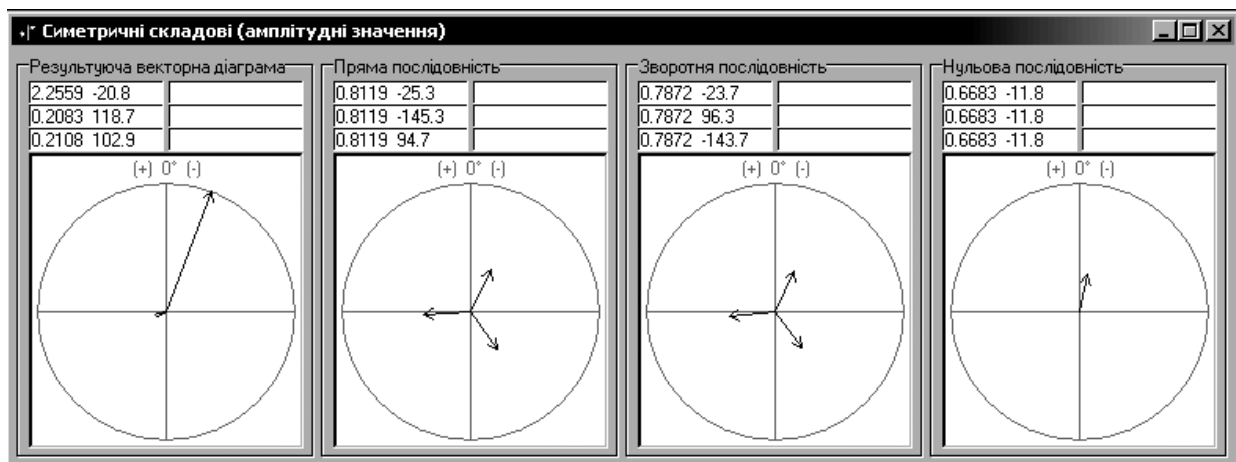 Симетричні складові (амплітудні значення)
Результуюча векторна діаграма
2.2559 -20.8
0.2083 118.7
0.2108 102.9
(+) 0° (-)
Пряма послідовність
0.8119 -25.3
0.8119 -145.3
0.8119 94.7
(+) 0° (-)
Зворотня послідовність
0.7872 -23.7
0.7872 96.3
0.7872 -143.7
(+) 0° (-)
Нульова послідовність
0.6683 -11.8
0.6683 -11.8
0.6683 -11.8
(+) 0° (-)